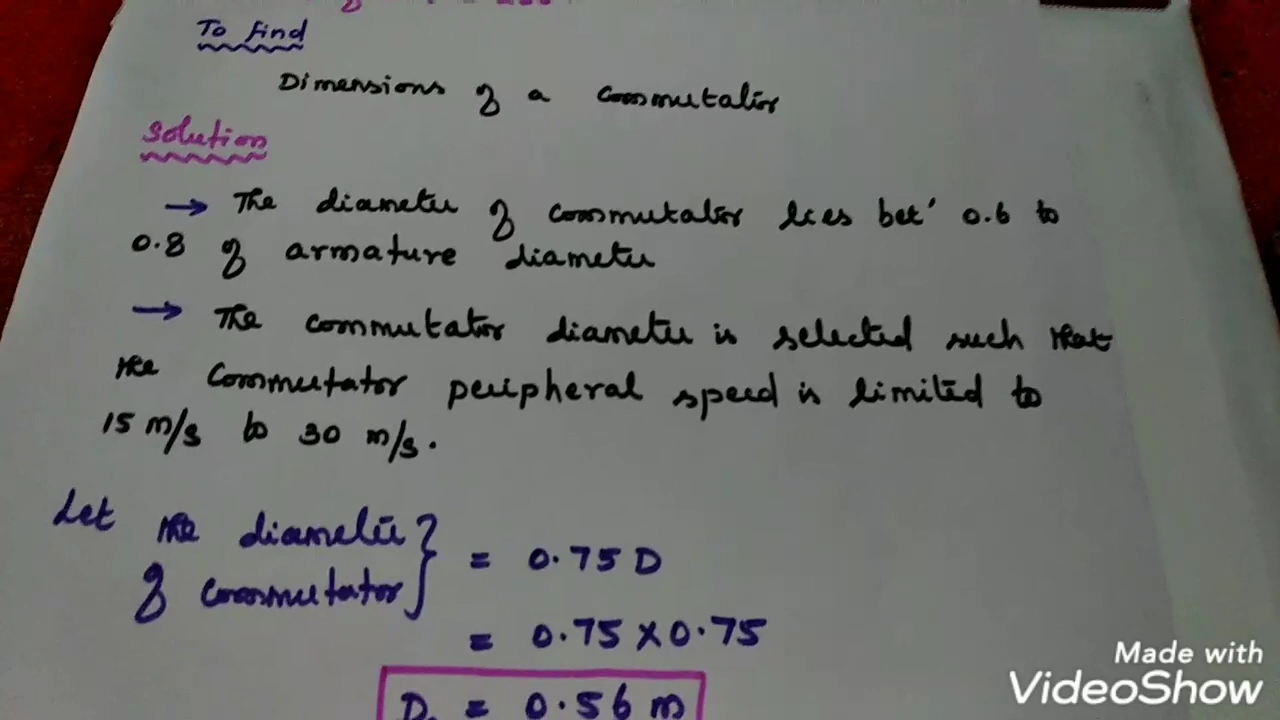 To find
Dimensions of a commutator
Solution
→ The diameter of commutator lies bet' 0.6 to
0.8 of armature diameter
→ The commutator diameter is selected such that
the commutator peripheral speed is limited to
15 m/s to 30 m/s.
Let the diameter
of commutator } = 0.75 D
= 0.75 × 0.75
D = 0.56 m
Made with
VideoShow